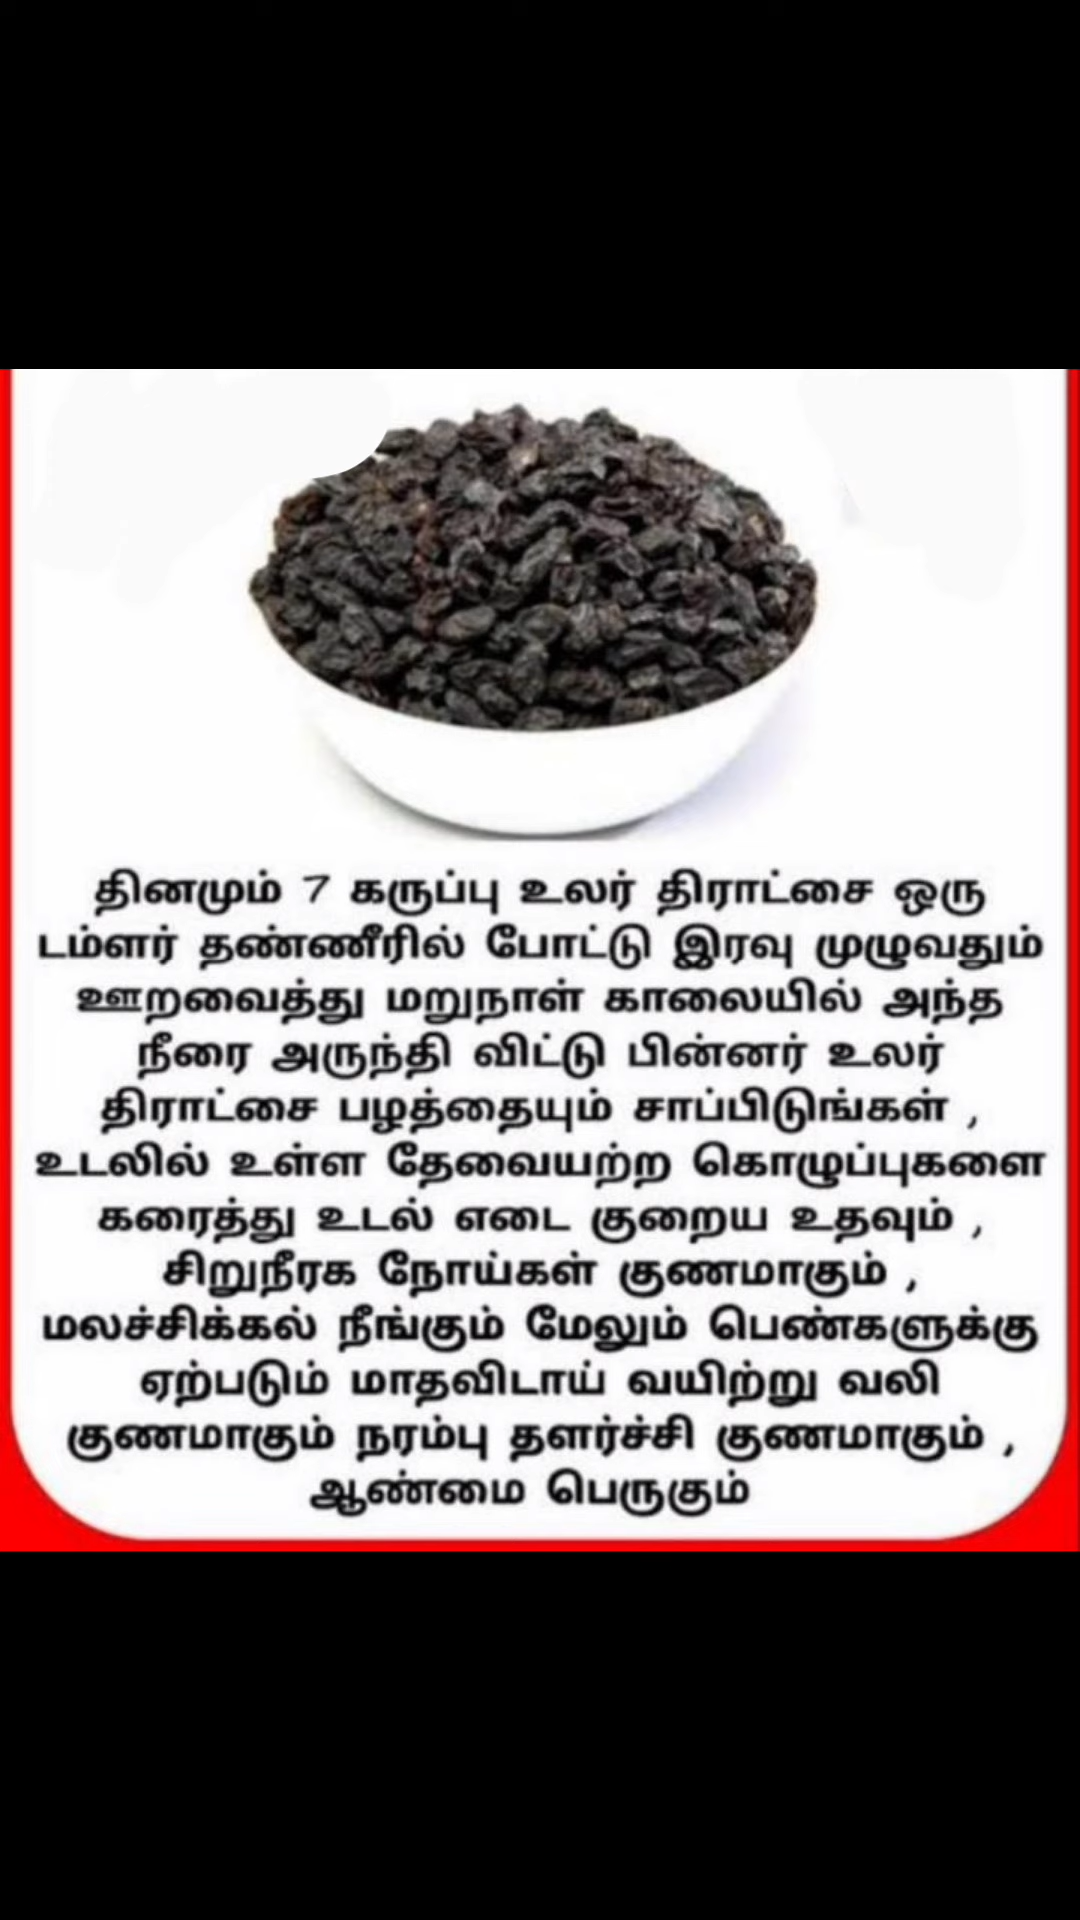 தினமும் 7 கருப்பு உலர் திராட்சை ஒரு
டம்ளர் தண்ணீரில் போட்டு இரவு முழுவதும்
ஊறவைத்து மறுநாள் காலையில் அந்த
நீரை அருந்தி விட்டு பின்னர் உலர்
திராட்சை பழத்தையும் சாப்பிடுங்கள் ,
உடலில் உள்ள தேவையற்ற கொழுப்புகளை
கரைத்து உடல் எடை குறைய உதவும் ,
சிறுநீரக நோய்கள் குணமாகும் ,
மலச்சிக்கல் நீங்கும் மேலும் பெண்களுக்கு
ஏற்படும் மாதவிடாய் வயிற்று வலி
குணமாகும் நரம்பு தளர்ச்சி குணமாகும் ,
ஆண்மை பெருகும்